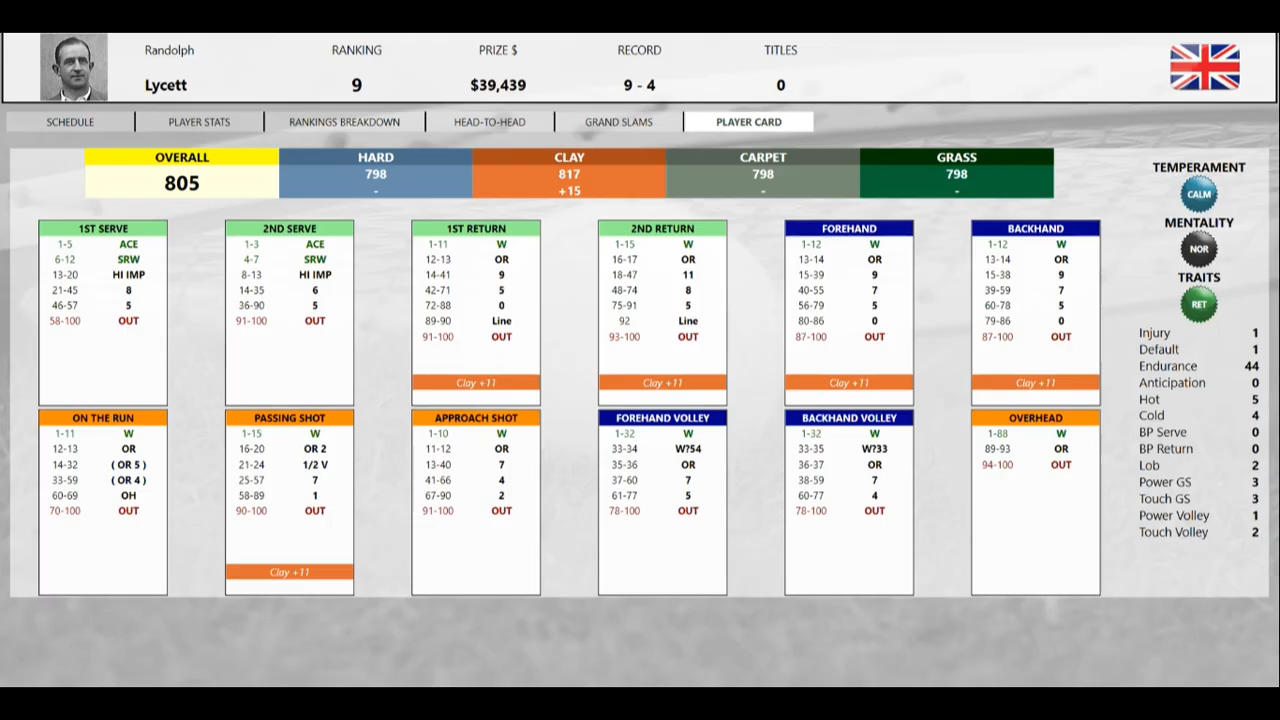 Randolph RANKING PRIZE $ RECORD TITLES
Lycett 9 $39,439 9 - 4 0
SCHEDULE PLAYER STATS RANKINGS BREAKDOWN HEAD-TO-HEAD GRAND SLAMS PLAYER CARD
OVERALL HARD CLAY CARPET GRASS
805 798 817 798 798
- +15 - -
TEMPERAMENT
CALM
MENTALITY
NOR
TRAITS
RET
1ST SERVE
1-5 ACE
6-12 SRW
13-20 HI IMP
21-45 8
46-57 5
58-100 OUT
2ND SERVE
1-3 ACE
4-7 SRW
8-13 HI IMP
14-35 6
36-90 5
91-100 OUT
1ST RETURN
1-11 W
12-13 OR
14-41 9
42-71 5
72-88 0
89-90 Line
91-100 OUT
Clay +11
2ND RETURN
1-15 W
16-17 OR
18-47 11
48-74 8
75-91 5
92 Line
93-100 OUT
Clay +11
FOREHAND
1-12 W
13-14 OR
15-39 9
40-55 7
56-79 5
80-86 0
87-100 OUT
Clay +11
BACKHAND
1-12 W
13-14 OR
15-38 9
39-59 7
60-78 5
79-86 0
87-100 OUT
Clay +11
ON THE RUN
1-11 W
12-13 OR
14-32 ( OR 5 )
33-59 ( OR 4 )
60-69 OH
70-100 OUT
PASSING SHOT
1-15 W
16-20 OR 2
21-24 1/2 V
25-57 7
58-89 1
90-100 OUT
Clay +11
APPROACH SHOT
1-10 W
11-12 OR
13-40 7
41-66 4
67-90 2
91-100 OUT
FOREHAND VOLLEY
1-32 W
33-34 W?54
35-36 OR
37-60 7
61-77 5
78-100 OUT
BACKHAND VOLLEY
1-32 W
33-35 W?33
36-37 OR
38-59 7
60-77 4
78-100 OUT
OVERHEAD
1-88 W
89-93 OR
94-100 OUT
Injury 1
Default 1
Endurance 44
Anticipation 0
Hot 5
Cold 4
BP Serve 0
BP Return 0
Lob 2
Power GS 3
Touch GS 3
Power Volley 1
Touch Volley 2